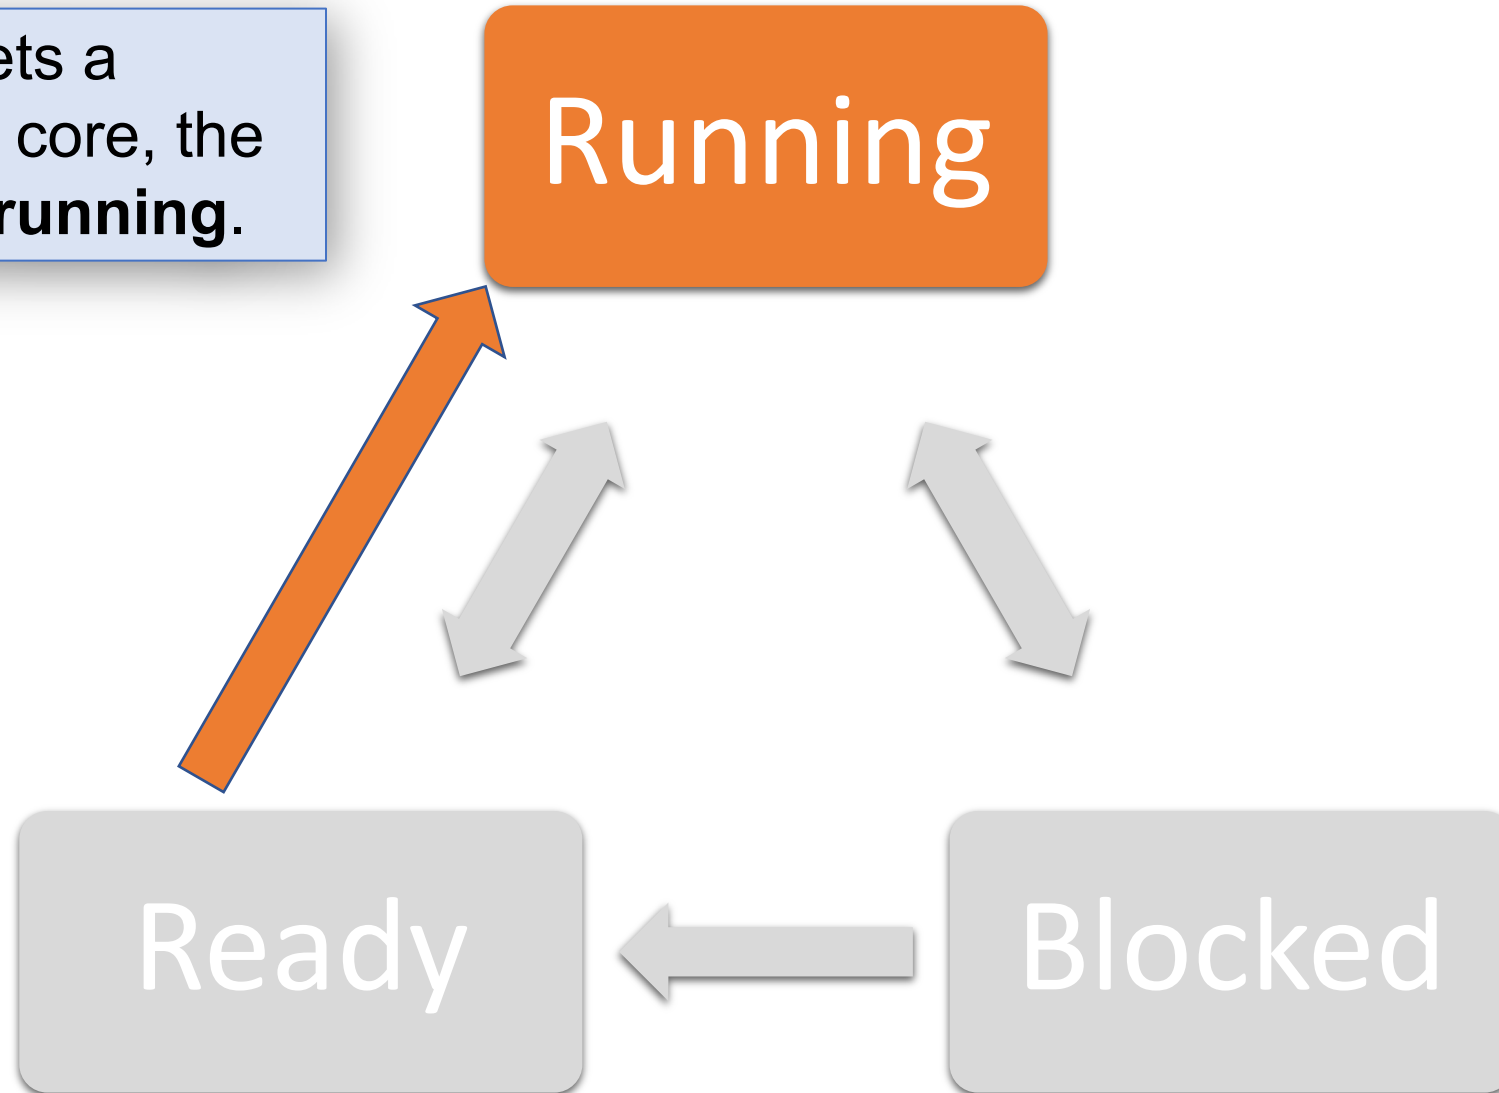 ets a
core, the
running.
Running
Ready
Blocked